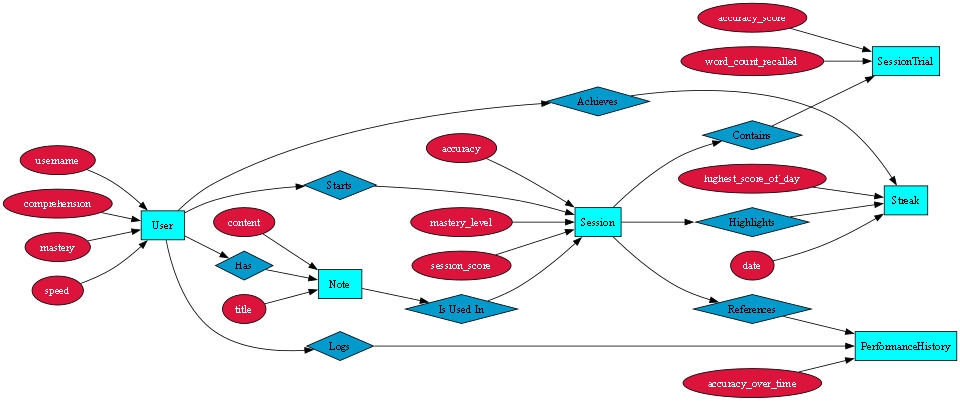 accuracy_score
word_count_recalled
SessionTrial
Achieves
Contains
accuracy
username
highest_score_of_day
Starts
comprehension
Streak
mastery_level
content
User
Session
Highlights
mastery
Has
session_score
date
Note
speed
title
Is Used In
References
Logs
PerformanceHistory
accuracy_over_time